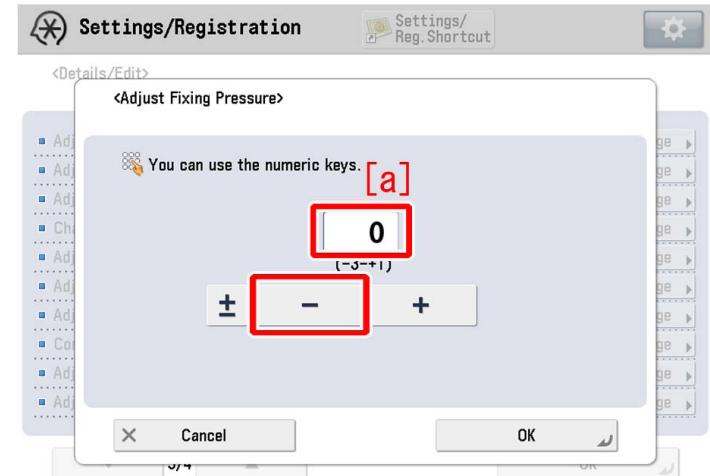 Settings/Registration
Settings/
Reg.Shortcut
<Details/Edit>
<Adjust Fixing Pressure>
You can use the numeric keys.
[a]
0
(-3-+1)
± − +
Cancel
OK